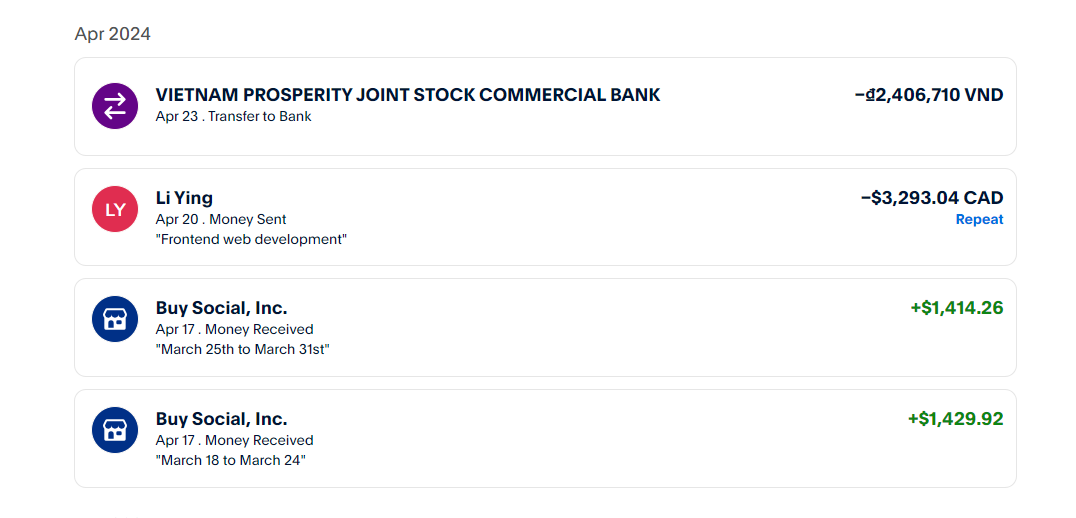 Apr 2024
VIETNAM PROSPERITY JOINT STOCK COMMERCIAL BANK
−₫2,406,710 VND
Apr 23 . Transfer to Bank
LY
Li Ying
−$3,293.04 CAD
Apr 20 . Money Sent
Repeat
"Frontend web development"
Buy Social, Inc.
+$1,414.26
Apr 17 . Money Received
"March 25th to March 31st"
Buy Social, Inc.
+$1,429.92
Apr 17 . Money Received
"March 18 to March 24"